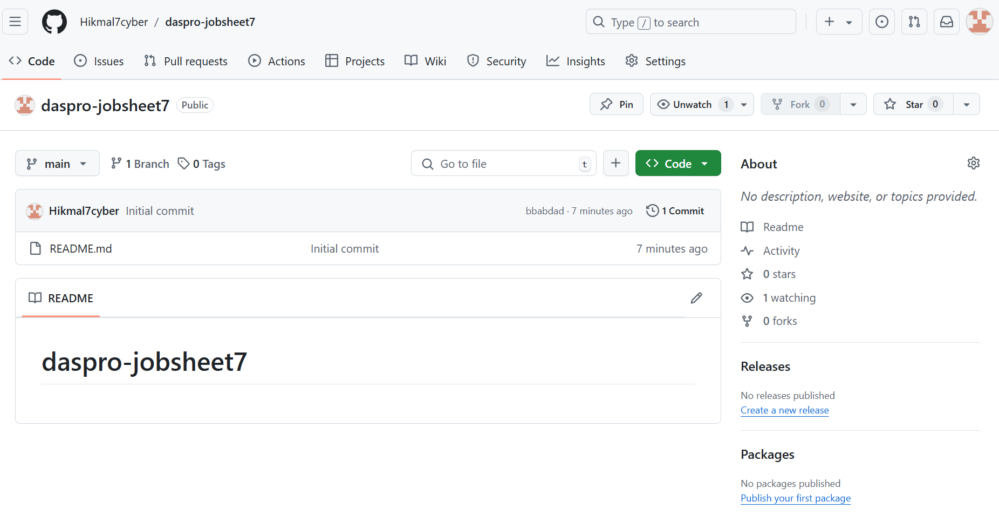 Hikmal7cyber / daspro-jobsheet7
Type / to search
Code Issues Pull requests Actions Projects Wiki Security Insights Settings
daspro-jobsheet7 Public
Pin Unwatch 1 Fork 0 Star 0
main 1 Branch 0 Tags Go to file t Code
Hikmal7cyber Initial commit bbabdad · 7 minutes ago 1 Commit
README.md Initial commit 7 minutes ago
README
daspro-jobsheet7
About
No description, website, or topics provided.
Readme
Activity
0 stars
1 watching
0 forks
Releases
No releases published
Create a new release
Packages
No packages published
Publish your first package